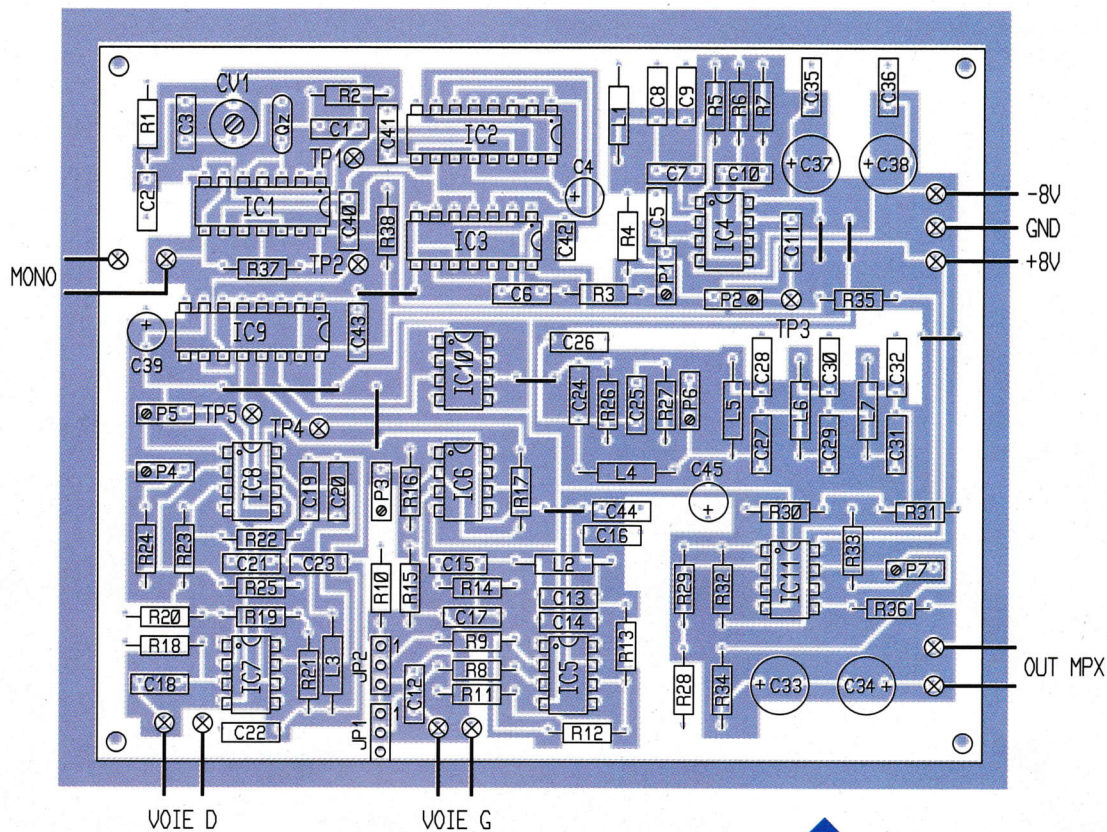 R1
C3
CV1
Qz
R2
C1
C41
IC2
L1
C8
C9
R5
R6
R7
C35
C36
TP1
C4
C7
C10
+
C37
+
C38
C2
IC1
C40
R38
IC3
C42
R4
C5
IC4
C11
-8V
GND
+8V
MONO
R37
TP2
C6
R3
P1
P2
TP3
R35
+
C39
IC9
C43
IC10
C26
C24
R26
C25
R27
P6
L5
C28
L6
C30
L7
C32
P5
TP5
TP4
C27
C29
C31
P4
IC8
C19
C20
P3
R16
IC6
R17
L4
C45
+
R24
R23
R22
C44
C16
R30
R33
R31
C21
C23
R10
R15
C15
L2
R29
R32
IC11
P7
R25
R14
C13
R36
R20
R19
C17
C14
R13
R18
R21
L3
JP2
1
R9
IC5
OUT MPX
C18
IC7
C12
R8
R28
R34
+
C33
C34
+
R11
C22
JP1
1
R12
VOIE D
VOIE G